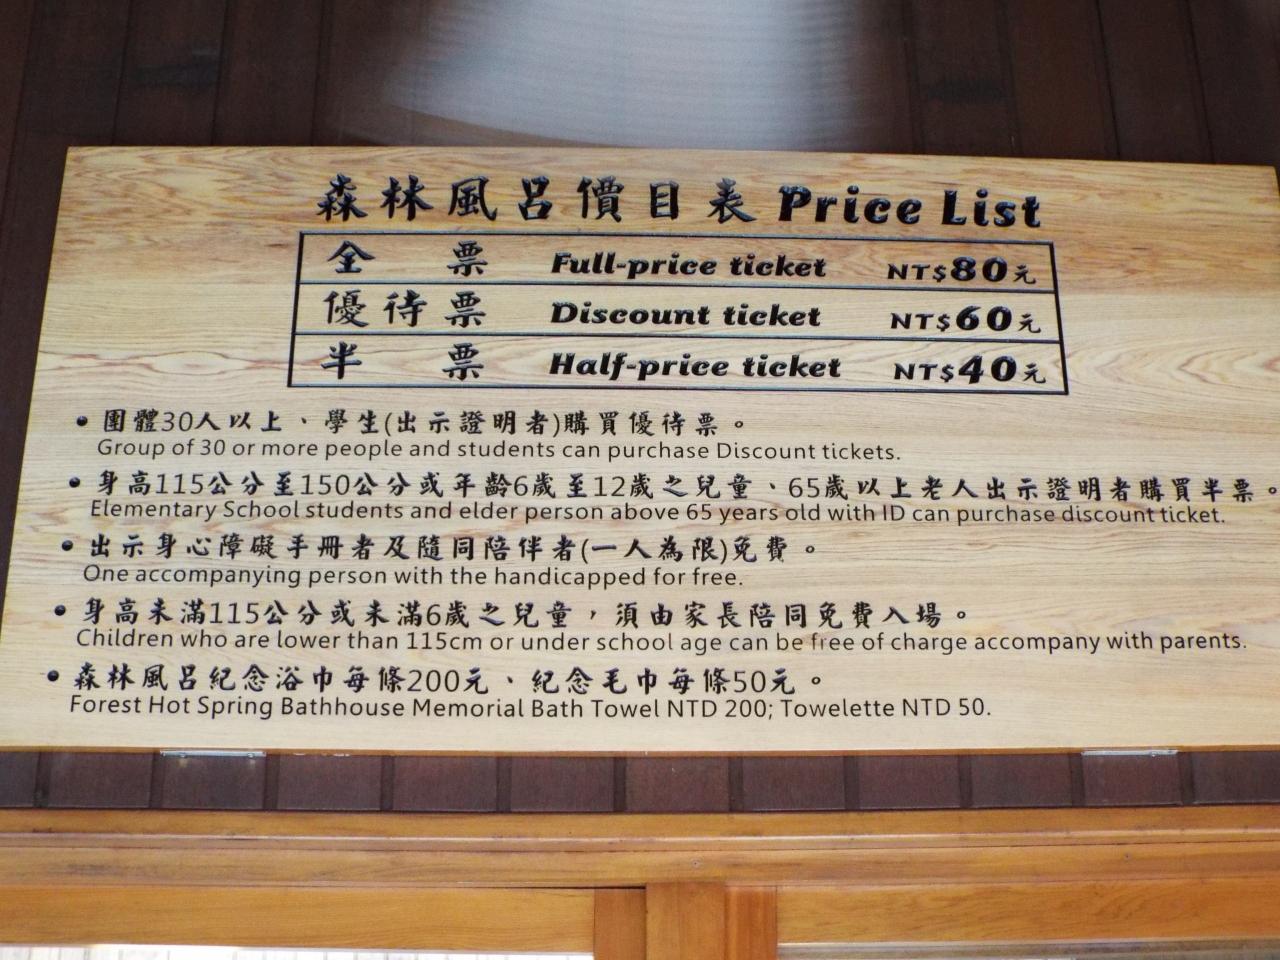 森林風呂價目表 Price List
全票 Full-price ticket NT$80元
優待票 Discount ticket NT$60元
半票 Half-price ticket NT$40元
•團體30人以上、學生(出示證明者)購買優待票。
Group of 30 or more people and students can purchase Discount tickets.
•身高115公分至150公分或年齡6歲至12歲之兒童、65歲以上老人出示證明者購買半票。
Elementary School students and elder person above 65 years old with ID can purchase discount ticket.
•出示身心障礙手冊者及隨同陪伴者(一人為限)免費。
One accompanying person with the handicapped for free.
•身高未滿115公分或未滿6歲之兒童，須由家長陪同免費入場。
Children who are lower than 115cm or under school age can be free of charge accompany with parents.
•森林風呂紀念浴巾每條200元、紀念毛巾每條50元。
Forest Hot Spring Bathhouse Memorial Bath Towel NTD 200; Towelette NTD 50.